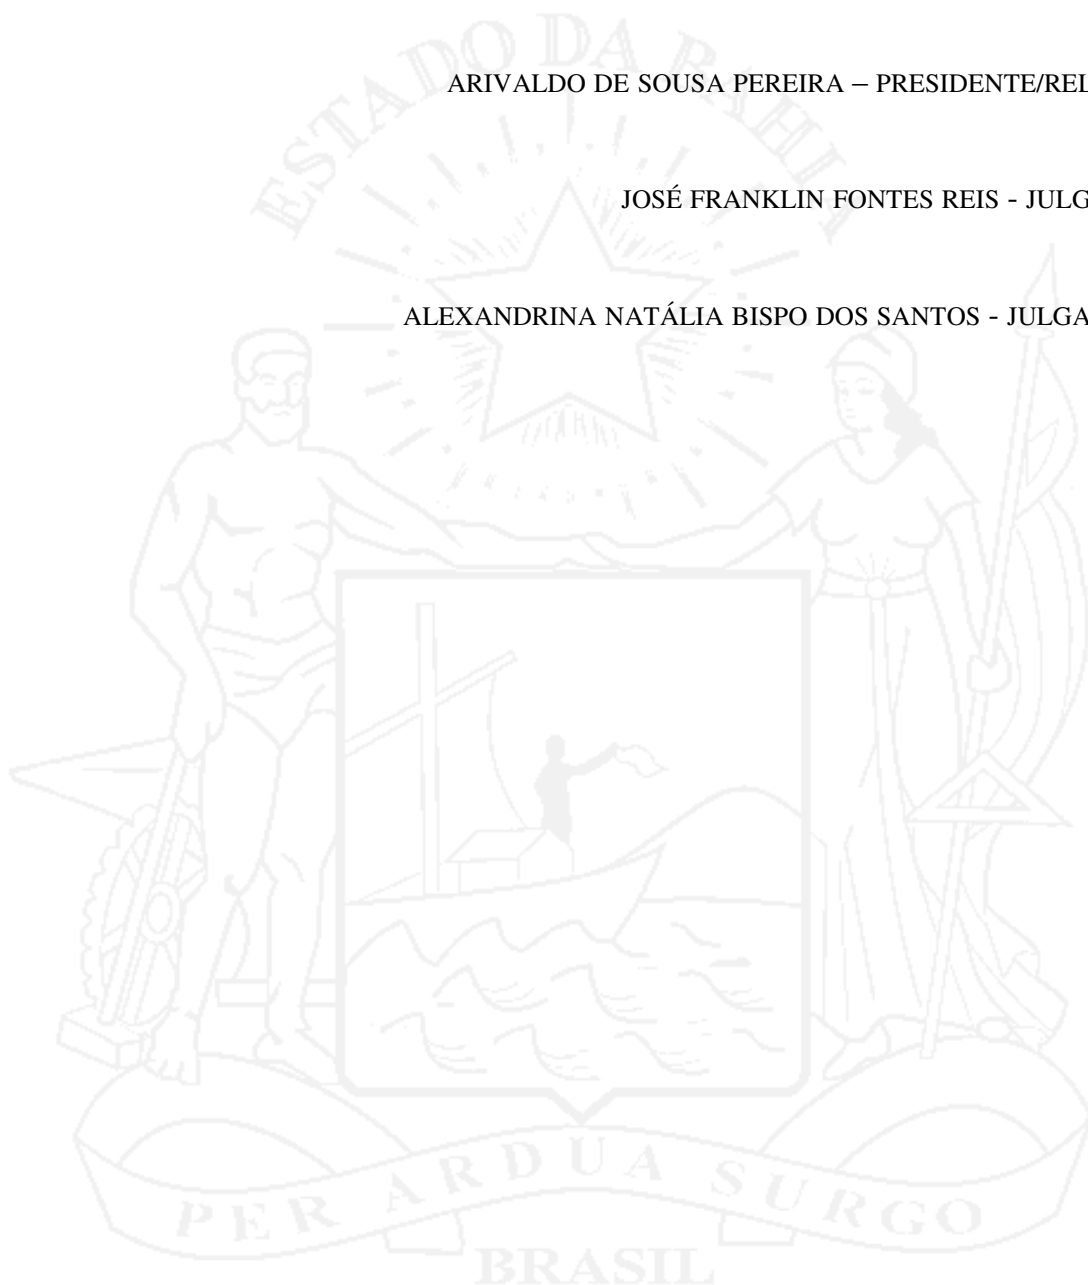 ESTADO DA BAHIA
ARIVALDO DE SOUSA PEREIRA – PRESIDENTE/REL
JOSÉ FRANKLIN FONTES REIS - JULG
ALEXANDRINA NATÁLIA BISPO DOS SANTOS - JULGA
PER ARDUA SURGO
BRASIL